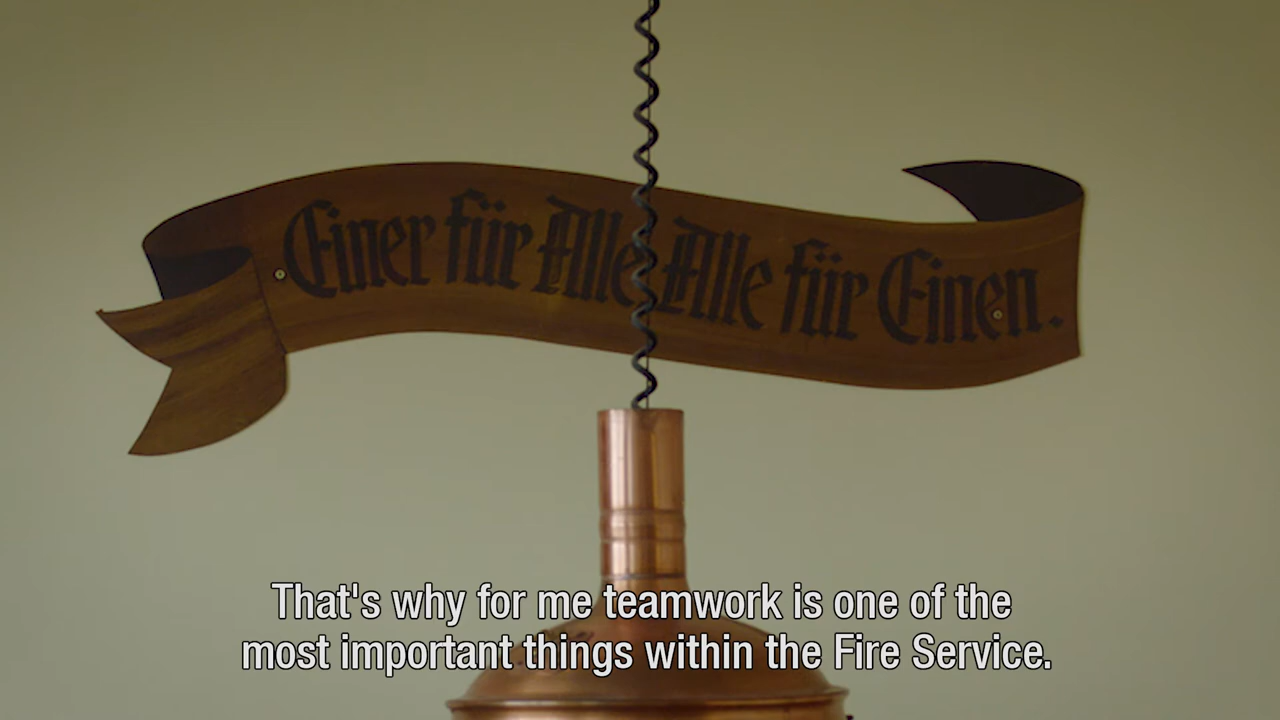 Einer für Alle Alle für Einen.
That's why for me teamwork is one of the
most important things within the Fire Service.